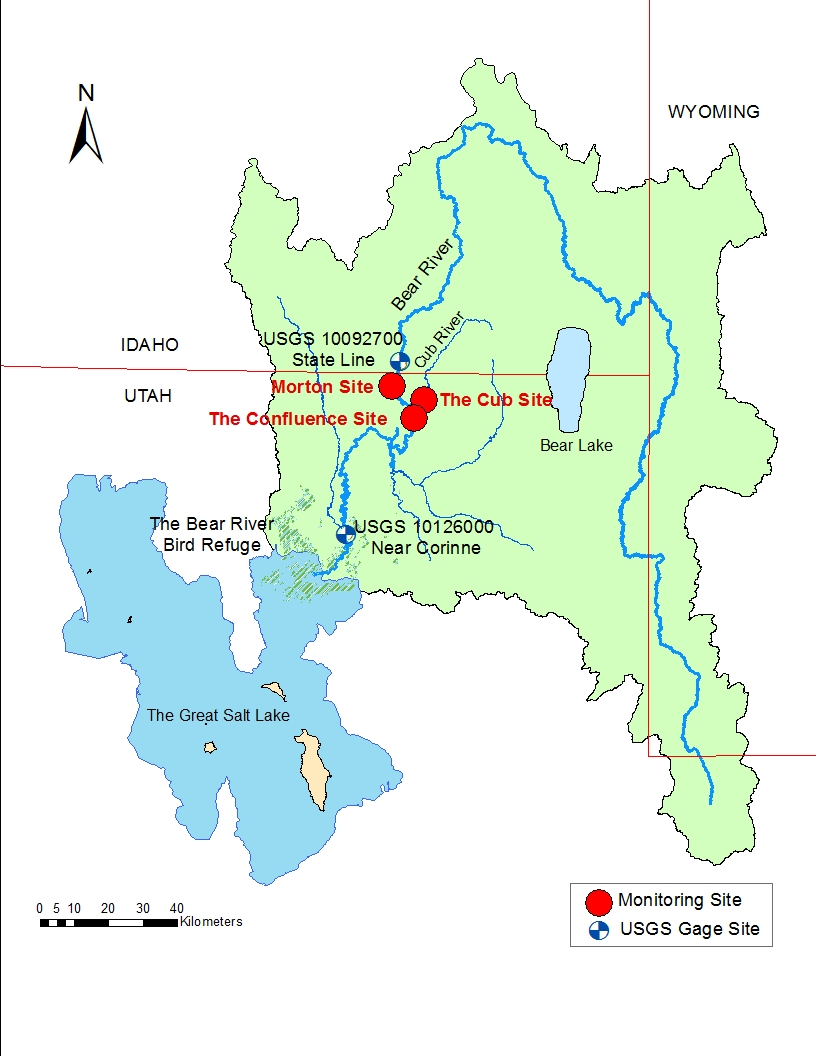 N
WYOMING
Bear River
Cub River
USGS 10092700
State Line
IDAHO
UTAH
Morton Site
The Cub Site
The Confluence Site
Bear Lake
The Bear River
Bird Refuge
USGS 10126000
Near Corinne
The Great Salt Lake
0 5 10 20 30 40
Kilometers
Monitoring Site
USGS Gage Site